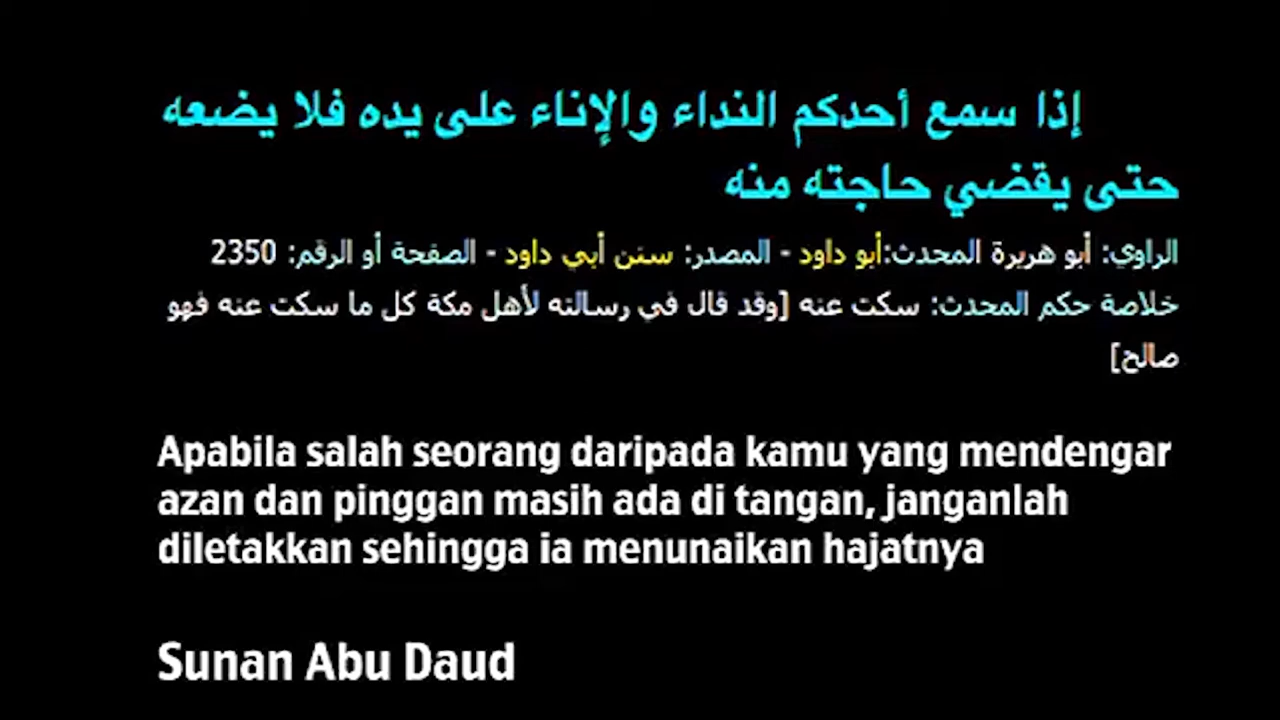 إذا سمع أحدكم النداء والإناء على يده فلا يضعه
حتى يقضي حاجته منه
الراوي: أبو هريرة المحدث:أبو داود - المصدر: سنن أبي داود - الصفحة أو الرقم: 2350
خلاصة حكم المحدث: سكت عنه [وقد قال في رسالته لأهل مكة كل ما سكت عنه فهو
صالح]
Apabila salah seorang daripada kamu yang mendengar
azan dan pinggan masih ada di tangan, janganlah
diletakkan sehingga ia menunaikan hajatnya
Sunan Abu Daud